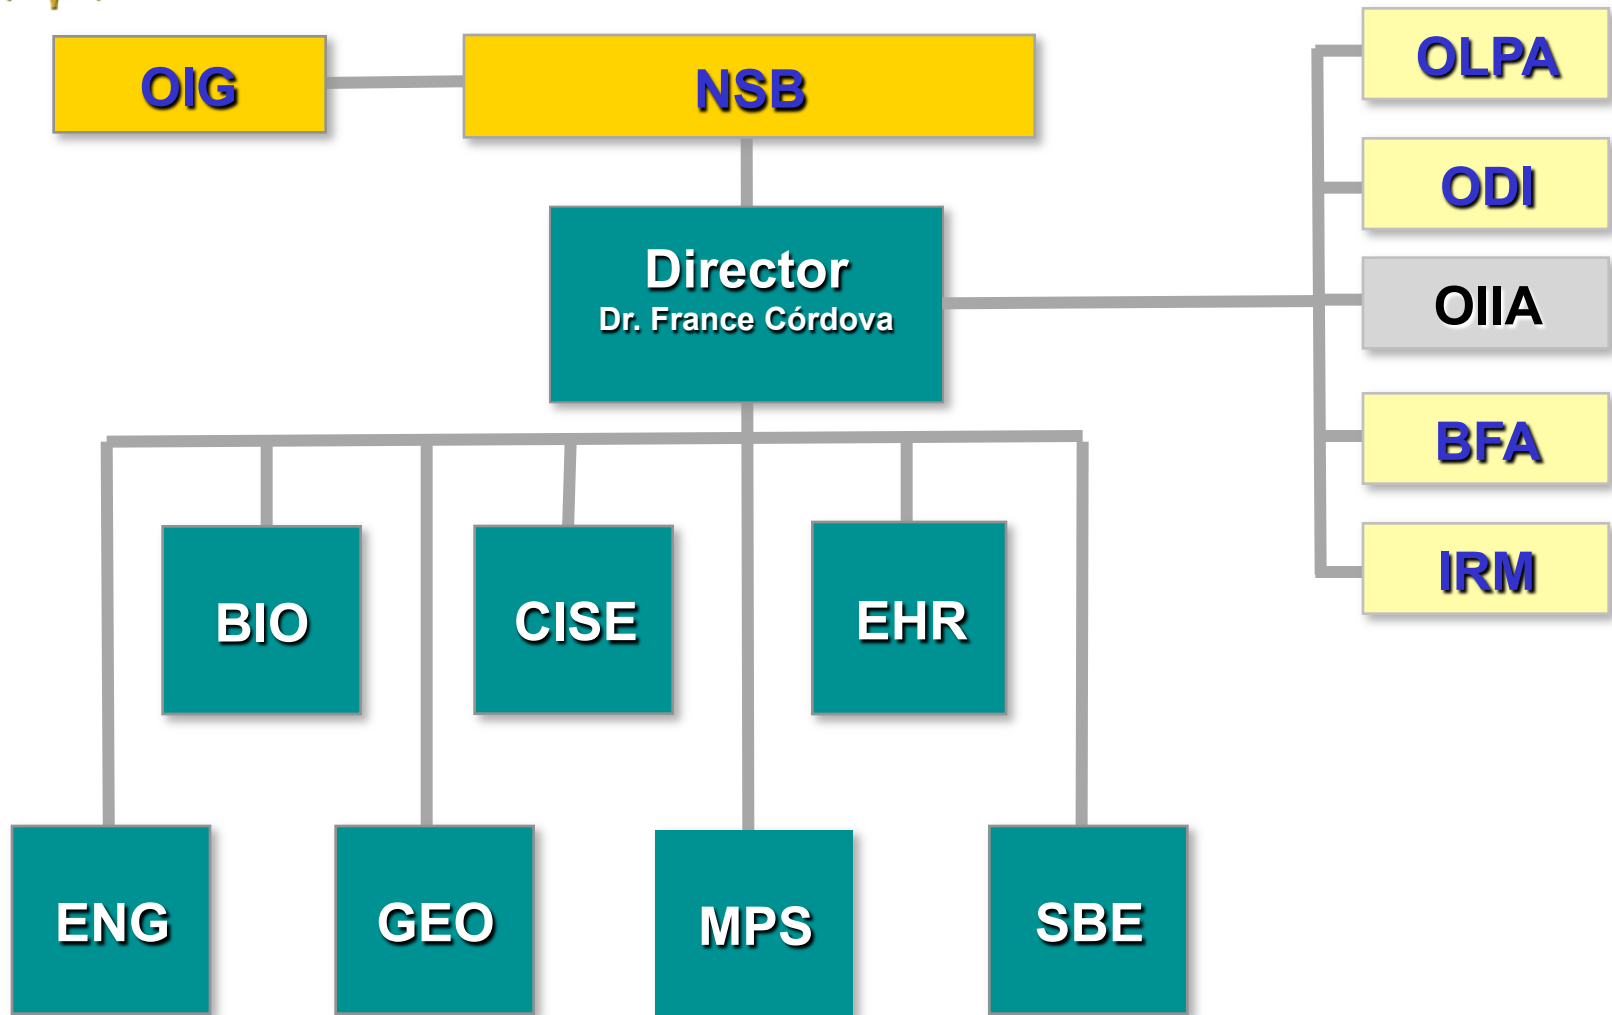 OIG
NSB
OLPA
ODI
Director
Dr. France Córdova
OIIA
BFA
IRM
BIO
CISE
EHR
ENG
GEO
MPS
SBE